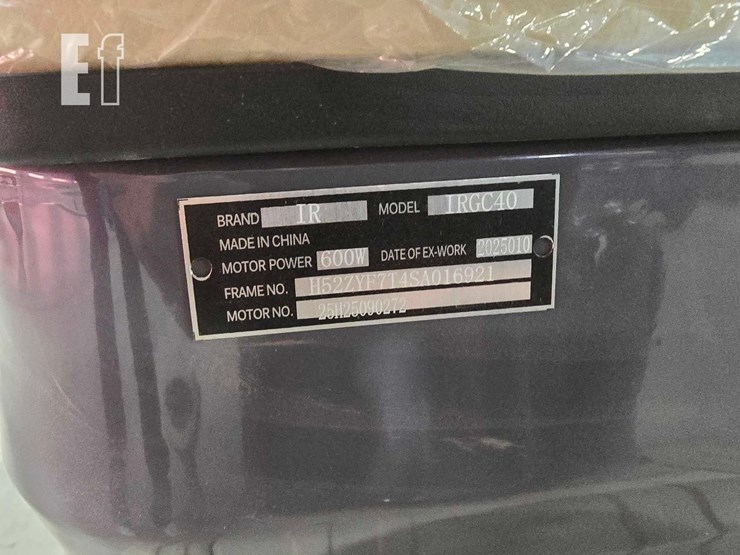 Ef
BRAND IR MODEL IRGC40
MADE IN CHINA
MOTOR POWER 600W DATE OF EX-WORK 2025010
FRAME NO. H52ZYF7T4SA016921
MOTOR NO. 25H25090272